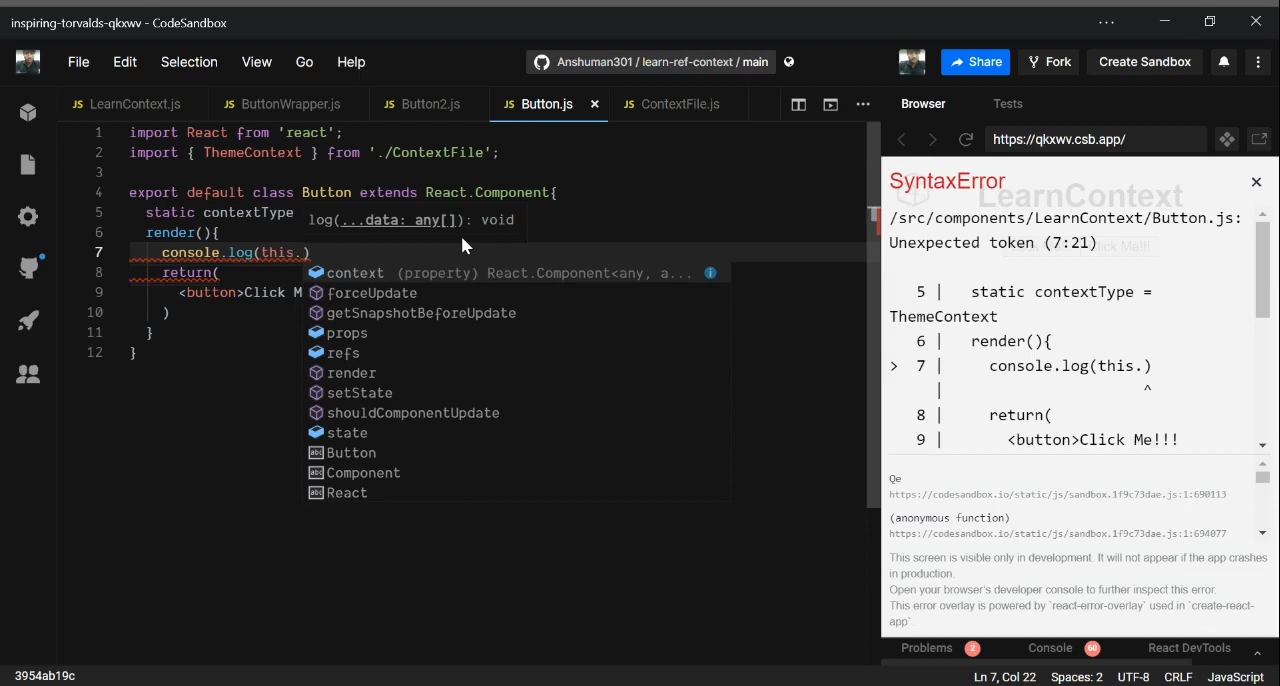 inspiring-torvalds-qkxwv - CodeSandbox
File Edit Selection View Go Help
Anshuman301 / learn-ref-context / main
Share
Fork
Create Sandbox
JS LearnContext.js
JS ButtonWrapper.js
JS Button2.js
JS Button.js
JS ContextFile.js
1 import React from 'react';
2 import { ThemeContext } from './ContextFile';
3
4 export default class Button extends React.Component{
5 static contextType
log(...data: any[]): void
6 render(){
7 console.log(this.)
8 return(
9 <button>Click M
10 )
11 }
12 }
context (property) React.Component<any, a...
forceUpdate
getSnapshotBeforeUpdate
props
refs
render
setState
shouldComponentUpdate
state
abc Button
abc Component
abc React
Browser Tests
https://qkxwv.csb.app/
SyntaxError
LearnContext
/src/components/LearnContext/Button.js:
Unexpected token (7:21)
5 | static contextType =
ThemeContext
6 | render(){
> 7 | console.log(this.)
| ^
8 | return(
9 | <button>Click Me!!!
Qe
https://codesandbox.io/static/js/sandbox.1f9c73dae.js:1:690113
(anonymous function)
https://codesandbox.io/static/js/sandbox.1f9c73dae.js:1:694077
This screen is visible only in development. It will not appear if the app crashes
in production.
Open your browser's developer console to further inspect this error.
This error overlay is powered by `react-error-overlay` used in `create-react-
app`.
Problems 2 Console 60 React DevTools
3954ab19c
Ln 7, Col 22 Spaces: 2 UTF-8 CRLF JavaScript